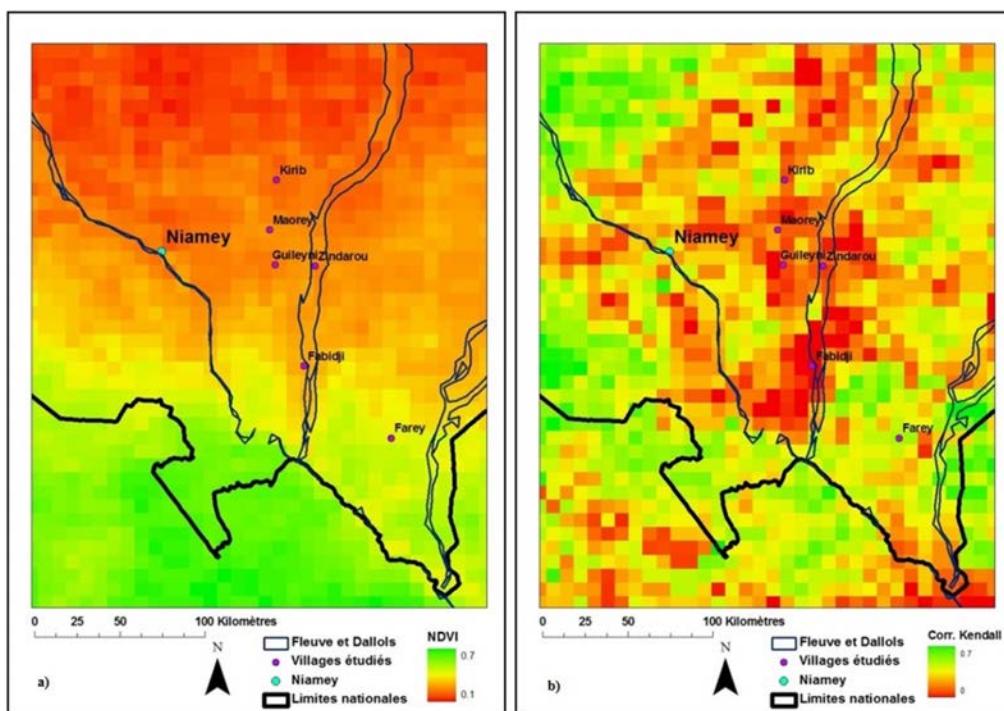 Kirib
Maorey
Niamey
Guileyni Zindarou
Fabidji
Farey
0 25 50 100 Kilomètres
N
Fleuve et Dallols
Villages étudiés
Niamey
Limites nationales
NDVI
0.7
0.1
a)
Kirib
Maorey
Niamey
Guileyni Zindarou
Fabidji
Farey
0 25 50 100 Kilomètres
N
Fleuve et Dallols
Villages étudiés
Niamey
Limites nationales
Corr. Kendall
0.7
0
b)